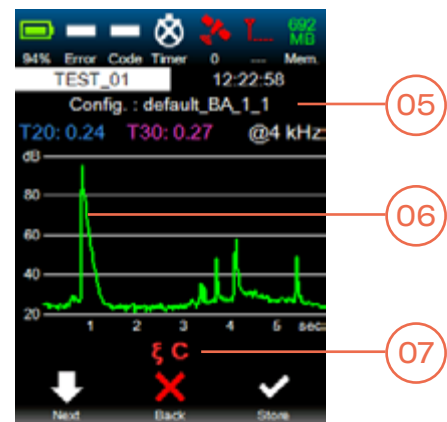 692
MB
94% Error Code Timer 0 --- Mem.
TEST_01 12:22:58
Config. : default_BA_1_1
05
T20: 0.24 T30: 0.27 @4 kHz:
dB
80
06
60
40
20
1 2 3 4 5 sec:
ξ C
07
Next Back Store